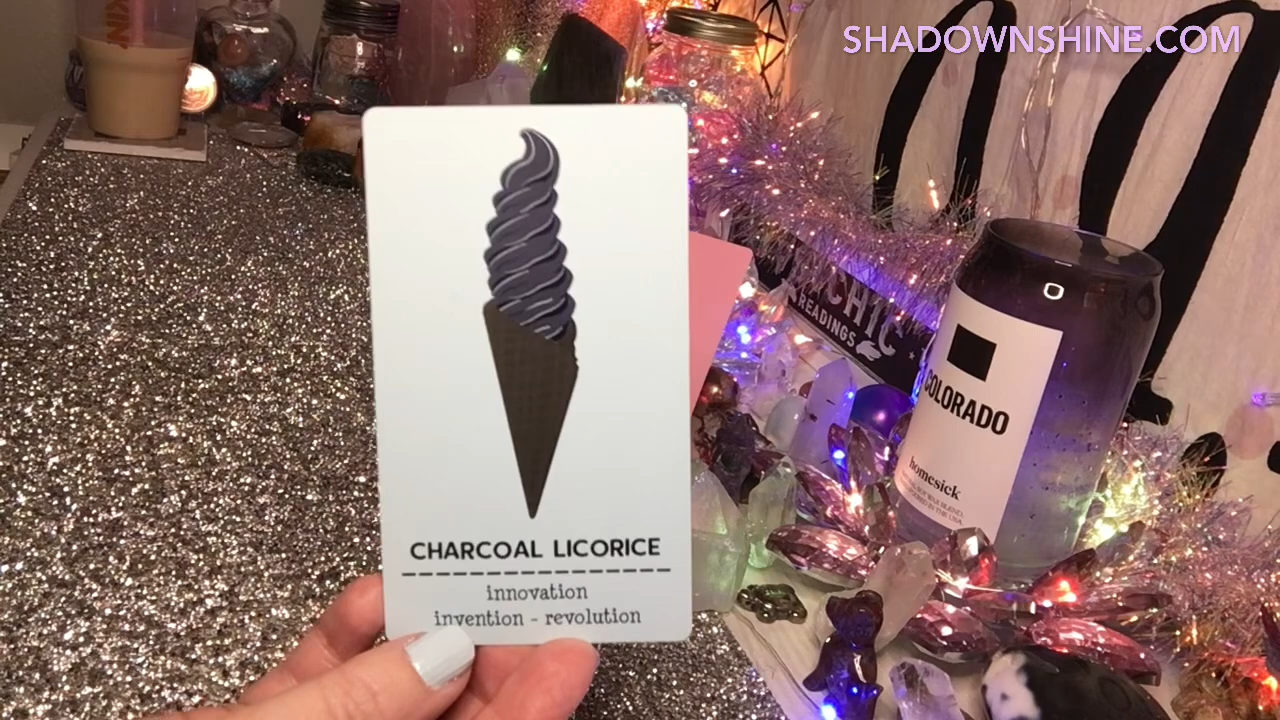 SHADOWNSHINE.COM
CHARCOAL LICORICE
innovation
invention - revolution
READINGS
COLORADO
homesick